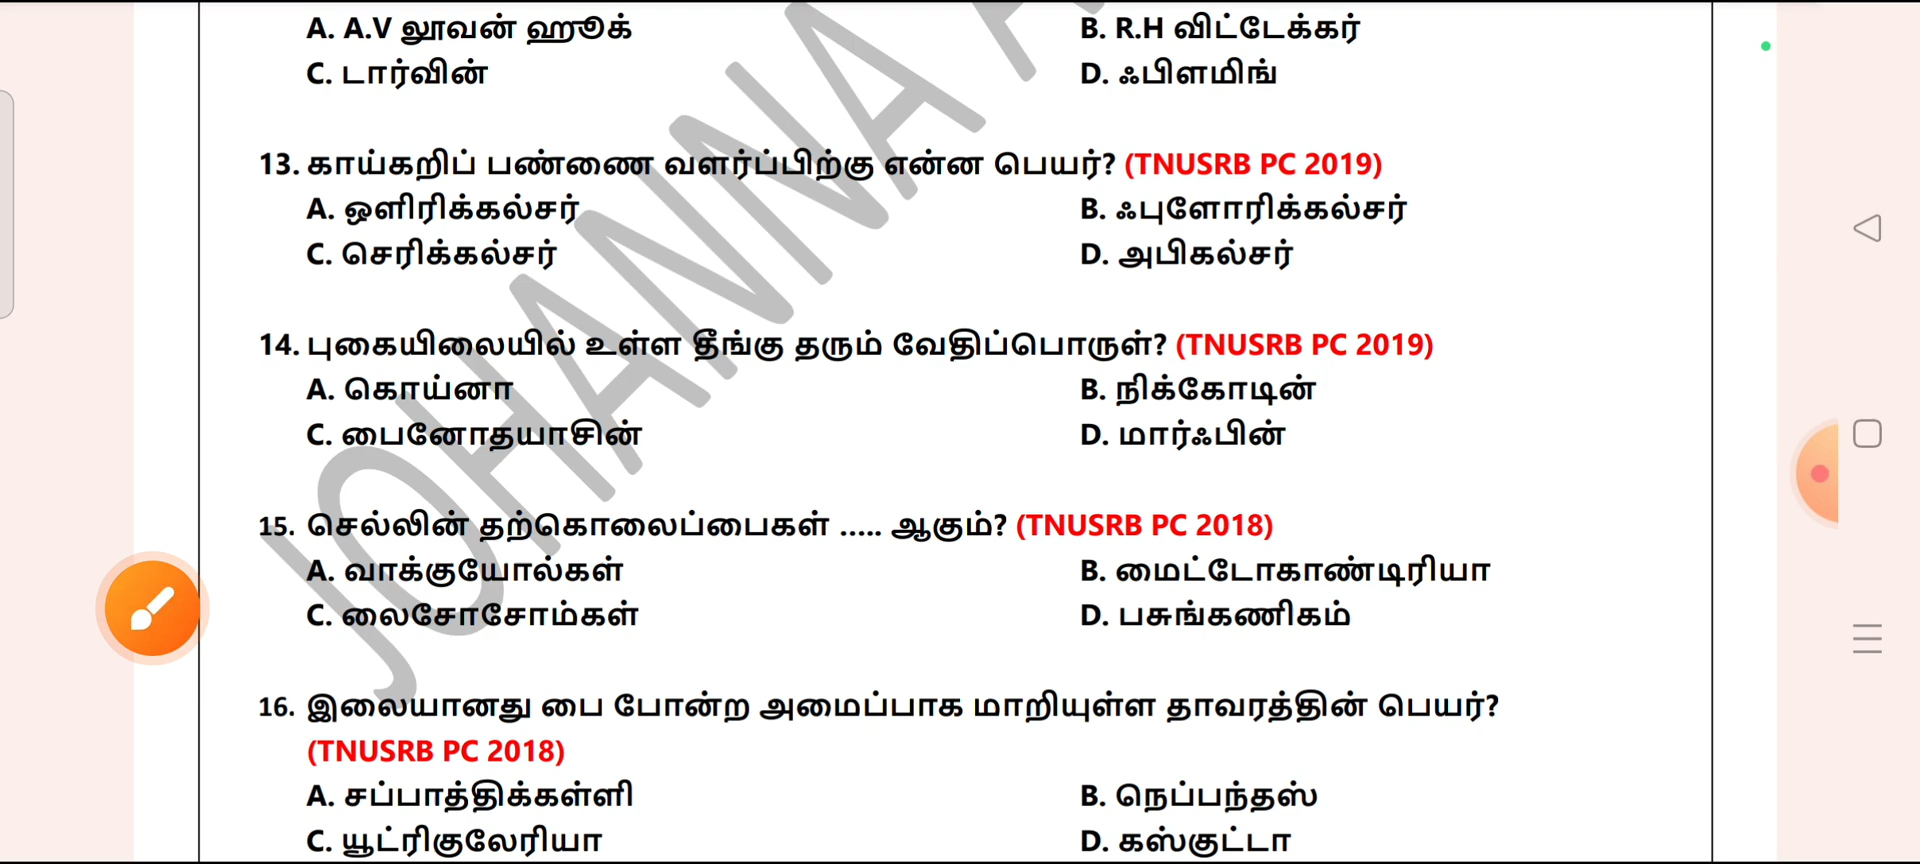 A. A.V லூவன் ஹூக் B. R.H விட்டேக்கர்
C. டார்வின் D. ஃபிளமிங்
13. காய்கறிப் பண்ணை வளர்ப்பிற்கு என்ன பெயர்? (TNUSRB PC 2019)
A. ஒளிரிக்கல்சர் B. ஃபுளோரிக்கல்சர்
C. செரிக்கல்சர் D. அபிகல்சர்
14. புகையிலையில் உள்ள தீங்கு தரும் வேதிப்பொருள்? (TNUSRB PC 2019)
A. கொய்னா B. நிக்கோடின்
C. பைனோதயாசின் D. மார்ஃபின்
15. செல்லின் தற்கொலைப்பைகள் ..... ஆகும்? (TNUSRB PC 2018)
A. வாக்குயோல்கள் B. மைட்டோகாண்டிரியா
C. லைசோசோம்கள் D. பசுங்கணிகம்
16. இலையானது பை போன்ற அமைப்பாக மாறியுள்ள தாவரத்தின் பெயர்?
(TNUSRB PC 2018)
A. சப்பாத்திக்கள்ளி B. நெப்பந்தஸ்
C. யூட்ரிகுலேரியா D. கஸ்குட்டா
JOHANNA